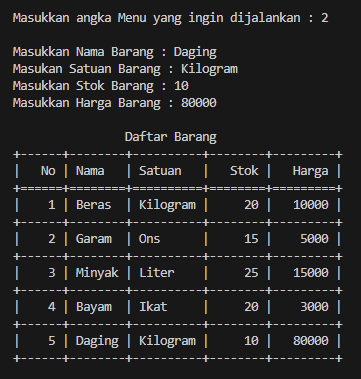 Masukkan angka Menu yang ingin dijalankan : 2
Masukkan Nama Barang : Daging
Masukan Satuan Barang : Kilogram
Masukkan Stok Barang : 10
Masukkan Harga Barang : 80000
Daftar Barang
+------+--------+----------+--------+---------+
|   No | Nama   | Satuan   |   Stok |   Harga |
+======+========+==========+========+=========+
|    1 | Beras  | Kilogram |     20 |   10000 |
+------+--------+----------+--------+---------+
|    2 | Garam  | Ons      |     15 |    5000 |
+------+--------+----------+--------+---------+
|    3 | Minyak | Liter    |     25 |   15000 |
+------+--------+----------+--------+---------+
|    4 | Bayam  | Ikat     |     20 |    3000 |
+------+--------+----------+--------+---------+
|    5 | Daging | Kilogram |     10 |   80000 |
+------+--------+----------+--------+---------+